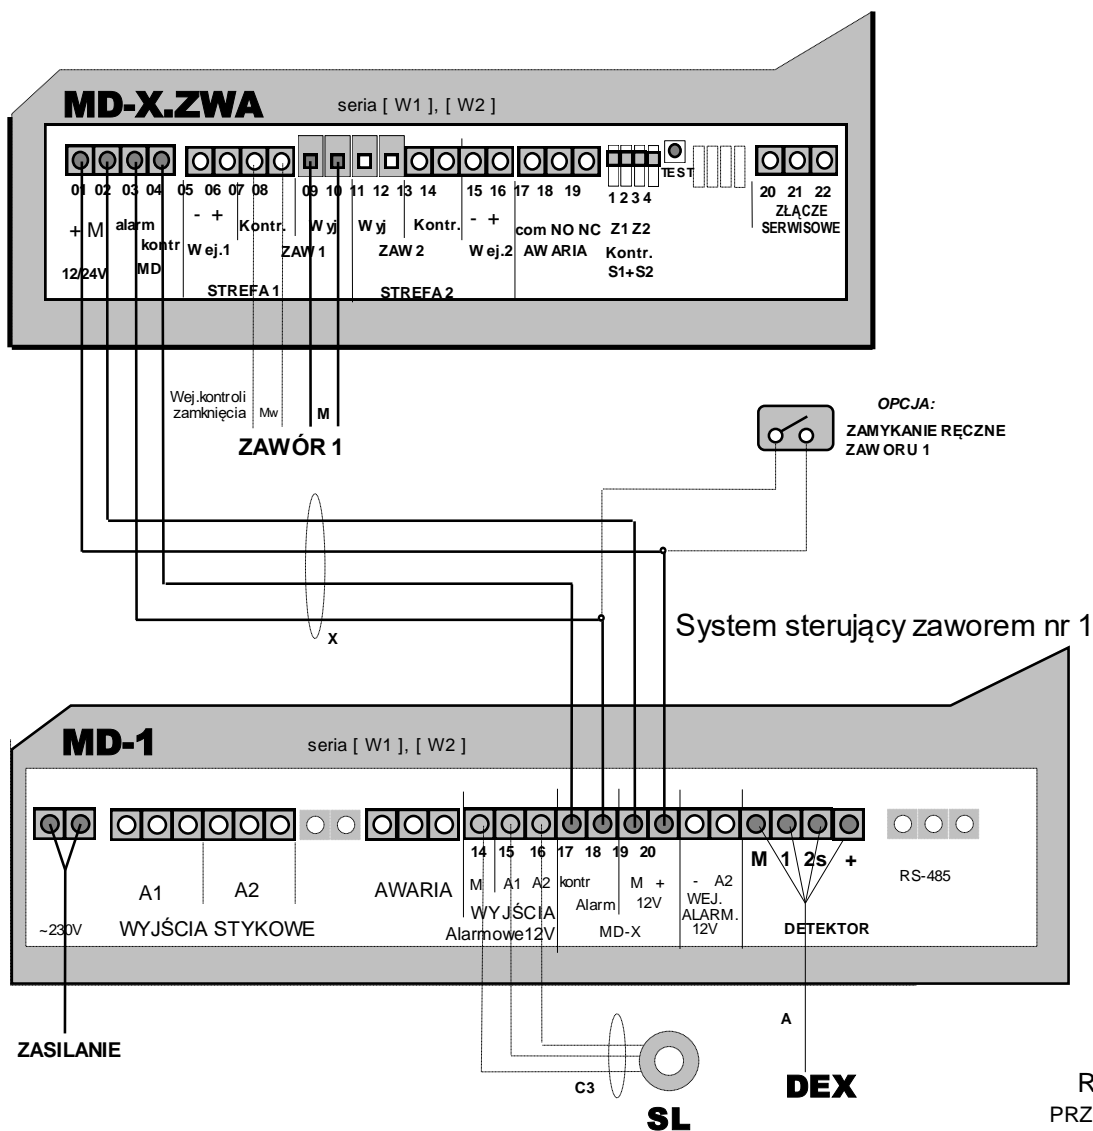 MD-X.ZWA
seria [ W1 ], [ W2 ]
TEST
01 02 03 04 05 06 07 08 09 10 11 12 13 14 15 16 17 18 19 1 2 3 4 20 21 22
+ M alarm - + Kontr. Wyj Wyj Kontr. - + com NO NC Z1 Z2 ZŁĄCZE
kontr Wej.1 ZAW 1 ZAW 2 Wej.2 AWARIA Kontr. SERWISOWE
12/24V MD S1+S2
STREFA 1 STREFA 2
Wej.kontroli
zamknięcia Mw M
ZAWÓR 1
OPCJA:
ZAMYKANIE RĘCZNE
ZAWORU 1
X
System sterujący zaworem nr 1
MD-1
seria [ W1 ], [ W2 ]
14 15 16 17 18 19 20 M 1 2s +
A1 A2 AWARIA M A1 A2 kontr M + - A2 RS-485
Alarm 12V WEJ.
~230V WYJŚCIA STYKOWE WYJŚCIA ALARM. DETEKTOR
Alarmowe12V MD-X 12V
A
ZASILANIE
C3
SL
DEX
R
PRZ